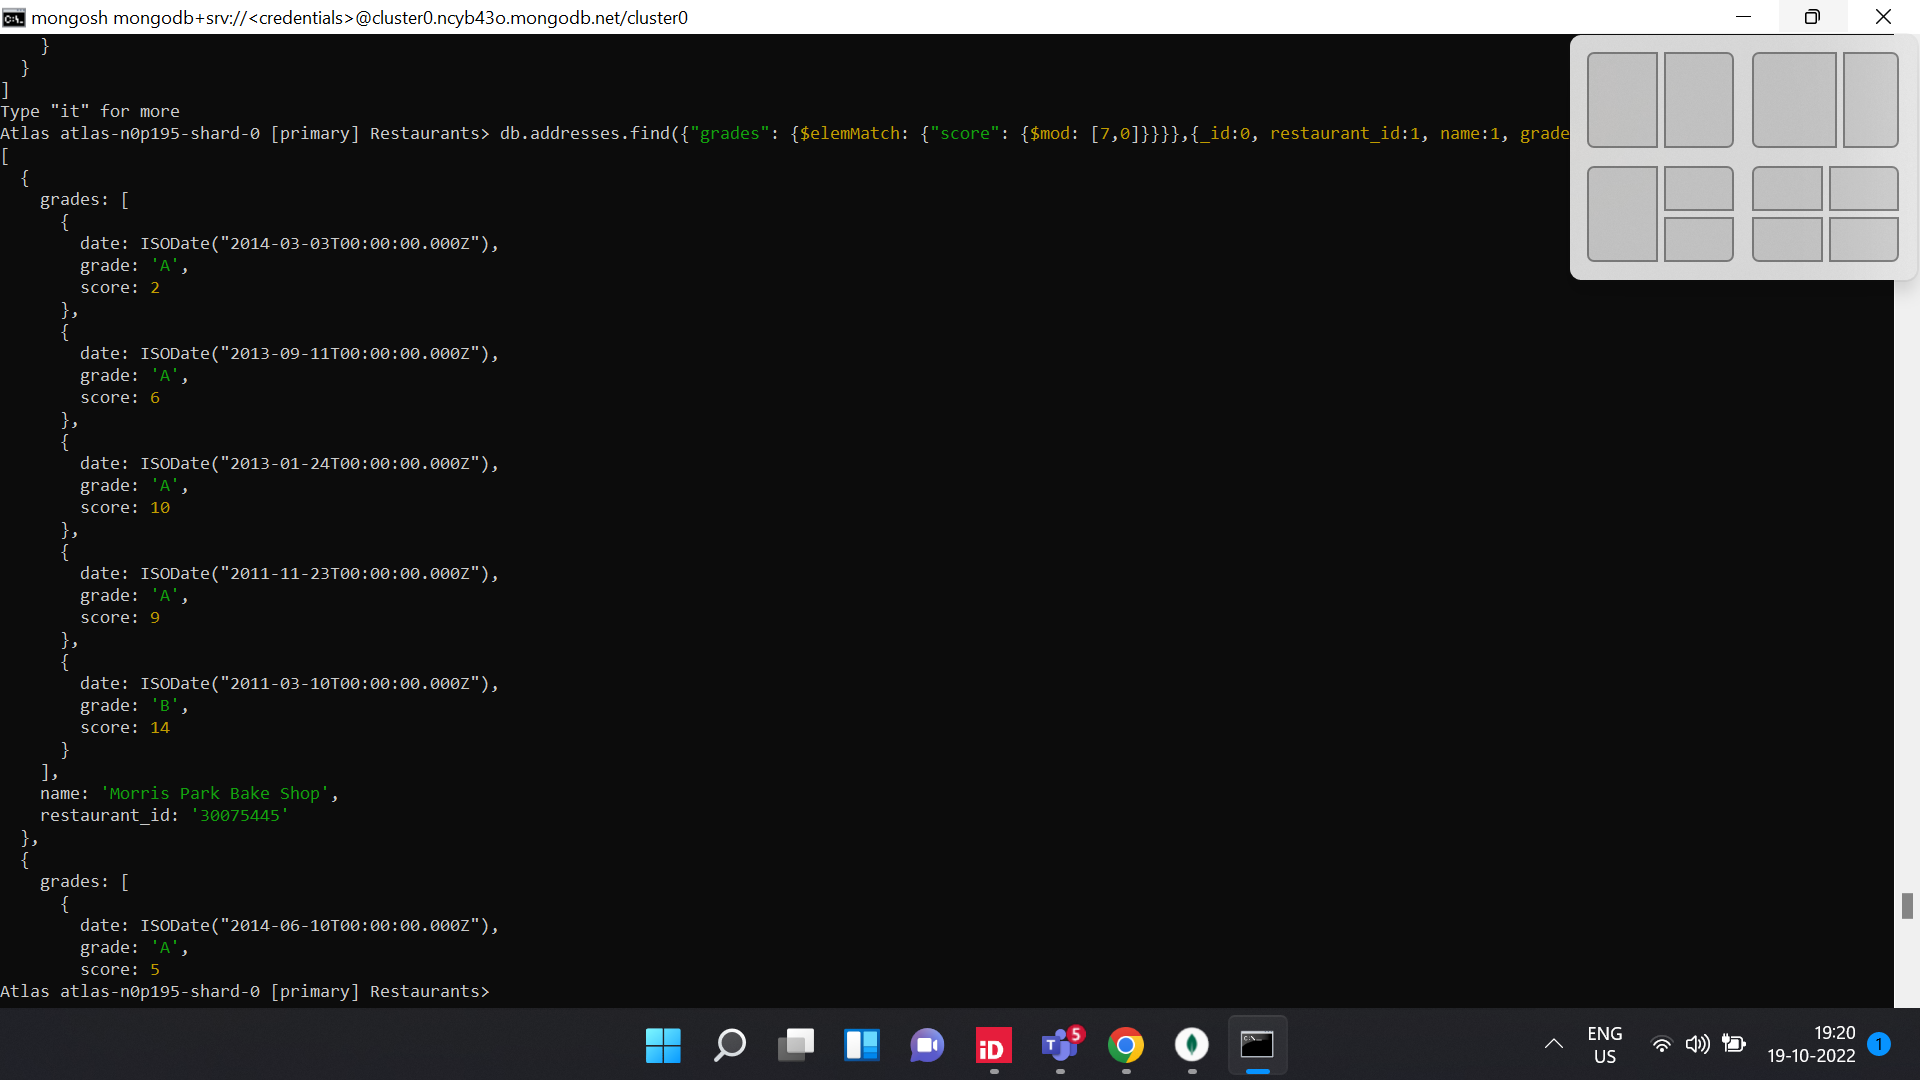 mongosh mongodb+srv://<credentials>@cluster0.ncyb43o.mongodb.net/cluster0
    }
  }
]
Type "it" for more
Atlas atlas-n0p195-shard-0 [primary] Restaurants> db.addresses.find({"grades": {$elemMatch: {"score": {$mod: [7,0]}}}},{_id:0, restaurant_id:1, name:1, grade
[
  {
    grades: [
      {
        date: ISODate("2014-03-03T00:00:00.000Z"),
        grade: 'A',
        score: 2
      },
      {
        date: ISODate("2013-09-11T00:00:00.000Z"),
        grade: 'A',
        score: 6
      },
      {
        date: ISODate("2013-01-24T00:00:00.000Z"),
        grade: 'A',
        score: 10
      },
      {
        date: ISODate("2011-11-23T00:00:00.000Z"),
        grade: 'A',
        score: 9
      },
      {
        date: ISODate("2011-03-10T00:00:00.000Z"),
        grade: 'B',
        score: 14
      }
    ],
    name: 'Morris Park Bake Shop',
    restaurant_id: '30075445'
  },
  {
    grades: [
      {
        date: ISODate("2014-06-10T00:00:00.000Z"),
        grade: 'A',
        score: 5
Atlas atlas-n0p195-shard-0 [primary] Restaurants>
iD
T
5
ENG
US
19:20
19-10-2022
1